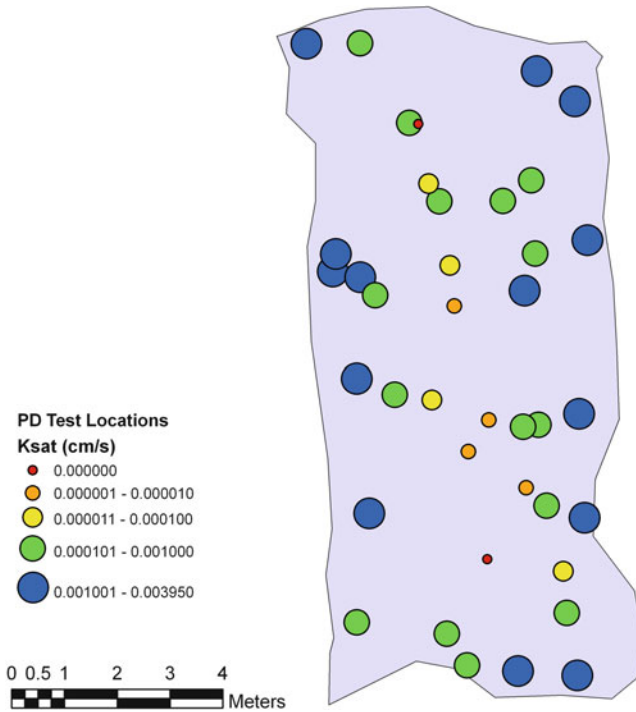 PD Test Locations
Ksat (cm/s)
0.000000
0.000001 - 0.000010
0.000011 - 0.000100
0.000101 - 0.001000
0.001001 - 0.003950
0 0.5 1 2 3 4
Meters